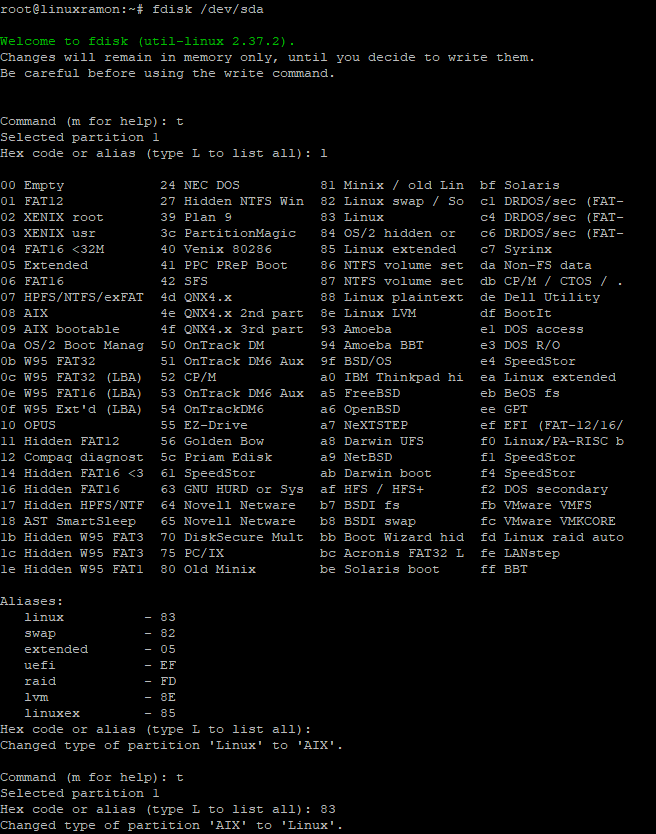 root@linuxramon:~# fdisk /dev/sda
Welcome to fdisk (util-linux 2.37.2).
Changes will remain in memory only, until you decide to write them.
Be careful before using the write command.
Command (m for help): t
Selected partition 1
Hex code or alias (type L to list all): l
00 Empty 24 NEC DOS 81 Minix / old Lin bf Solaris
01 FAT12 27 Hidden NTFS Win 82 Linux swap / So c1 DRDOS/sec (FAT-
02 XENIX root 39 Plan 9 83 Linux c4 DRDOS/sec (FAT-
03 XENIX usr 3c PartitionMagic 84 OS/2 hidden or c6 DRDOS/sec (FAT-
04 FAT16 <32M 40 Venix 80286 85 Linux extended c7 Syrinx
05 Extended 41 PPC PReP Boot 86 NTFS volume set da Non-FS data
06 FAT16 42 SFS 87 NTFS volume set db CP/M / CTOS / .
07 HPFS/NTFS/exFAT 4d QNX4.x 88 Linux plaintext de Dell Utility
08 AIX 4e QNX4.x 2nd part 8e Linux LVM df BootIt
09 AIX bootable 4f QNX4.x 3rd part 93 Amoeba e1 DOS access
0a OS/2 Boot Manag 50 OnTrack DM 94 Amoeba BBT e3 DOS R/O
0b W95 FAT32 51 OnTrack DM6 Aux 9f BSD/OS e4 SpeedStor
0c W95 FAT32 (LBA) 52 CP/M a0 IBM Thinkpad hi ea Linux extended
0e W95 FAT16 (LBA) 53 OnTrack DM6 Aux a5 FreeBSD eb BeOS fs
0f W95 Ext'd (LBA) 54 OnTrackDM6 a6 OpenBSD ee GPT
10 OPUS 55 EZ-Drive a7 NeXTSTEP ef EFI (FAT-12/16/
11 Hidden FAT12 56 Golden Bow a8 Darwin UFS f0 Linux/PA-RISC b
12 Compaq diagnost 5c Priam Edisk a9 NetBSD f1 SpeedStor
14 Hidden FAT16 <3 61 SpeedStor ab Darwin boot f4 SpeedStor
16 Hidden FAT16 63 GNU HURD or Sys af HFS / HFS+ f2 DOS secondary
17 Hidden HPFS/NTF 64 Novell Netware b7 BSDI fs fb VMware VMFS
18 AST SmartSleep 65 Novell Netware b8 BSDI swap fc VMware VMKCORE
1b Hidden W95 FAT3 70 DiskSecure Mult bb Boot Wizard hid fd Linux raid auto
1c Hidden W95 FAT3 75 PC/IX bc Acronis FAT32 L fe LANstep
1e Hidden W95 FAT1 80 Old Minix be Solaris boot ff BBT
Aliases:
linux - 83
swap - 82
extended - 05
uefi - EF
raid - FD
lvm - 8E
linuxex - 85
Hex code or alias (type L to list all):
Changed type of partition 'Linux' to 'AIX'.
Command (m for help): t
Selected partition 1
Hex code or alias (type L to list all): 83
Changed type of partition 'AIX' to 'Linux'.